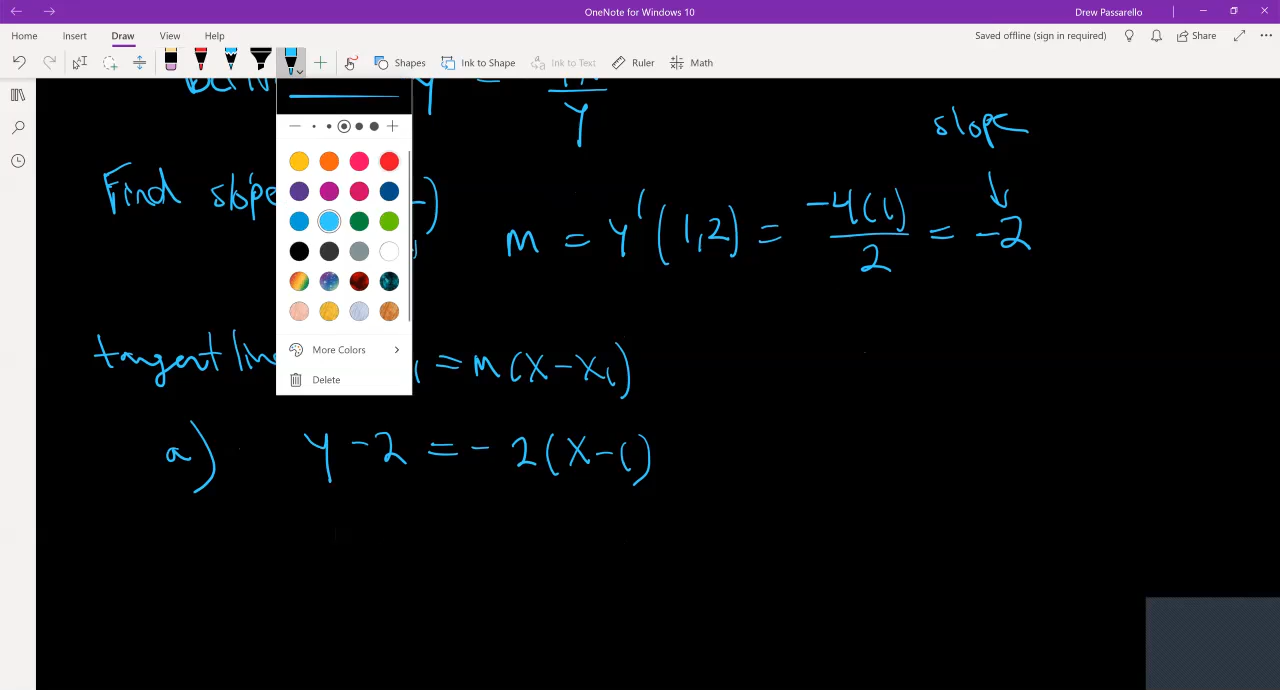 OneNote for Windows 10
Drew Passarello
Home Insert Draw View Help
Saved offline (sign in required) Share
Shapes Ink to Shape Ink to Text Ruler Math
y =
y
slope
Find slope
m = y'(1,2) = -4(1)/2 = -2
tangent line
1 = m(x - x1)
More Colors
Delete
a) y - 2 = - 2(x - 1)